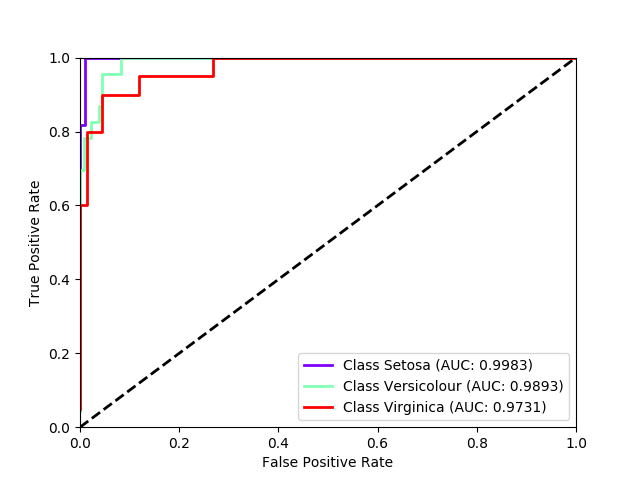 1.0
0.8
0.6
0.4
0.2
0.0
True Positive Rate
Class Setosa (AUC: 0.9983)
Class Versicolour (AUC: 0.9893)
Class Virginica (AUC: 0.9731)
0.0 0.2 0.4 0.6 0.8 1.0
False Positive Rate